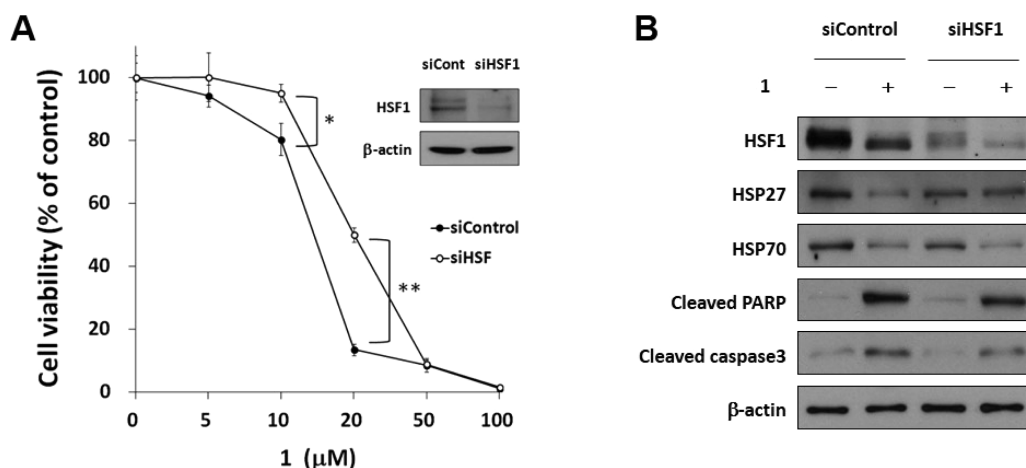 A
Cell viability (% of control)
100
80
60
40
20
0
siCont siHSF1
HSF1
β-actin
*
siControl
siHSF
**
0 5 10 20 50 100
1 (μM)
B
siControl siHSF1
1 – + – +
HSF1
HSP27
HSP70
Cleaved PARP
Cleaved caspase3
β-actin